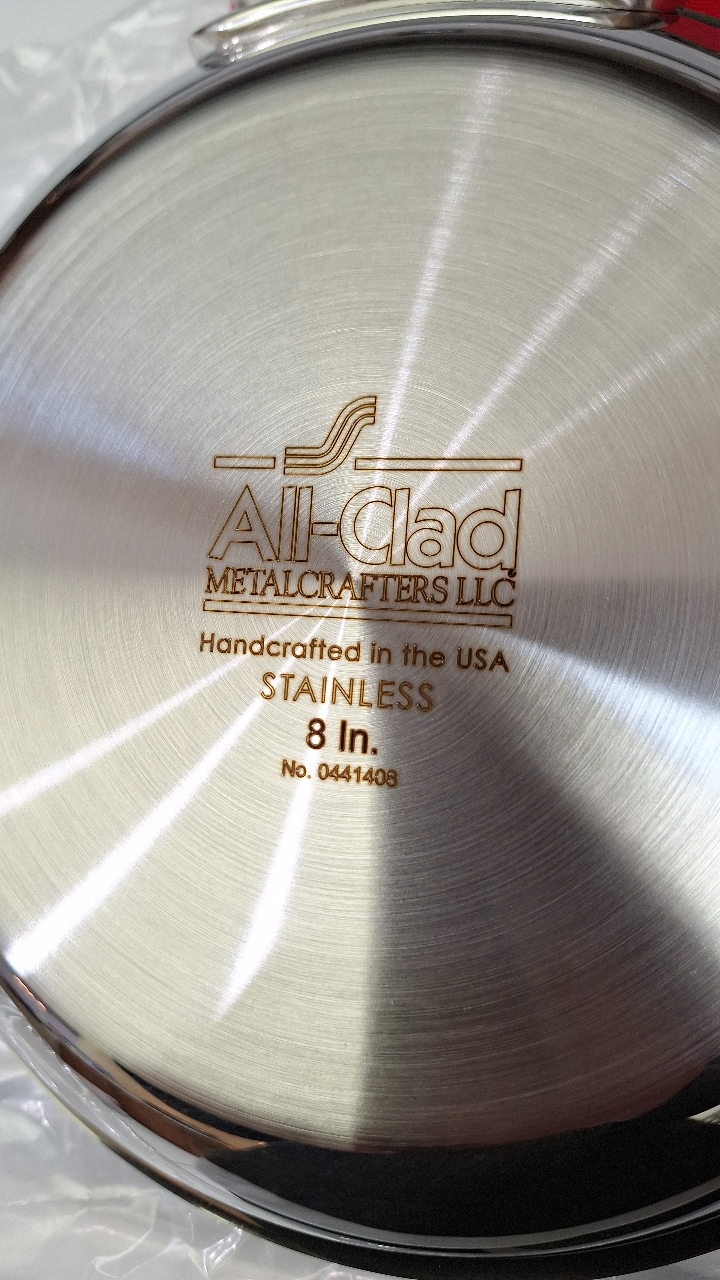 All-Clad
METALCRAFTERS LLC
Handcrafted in the USA
STAINLESS
8 In.
No. 0441408